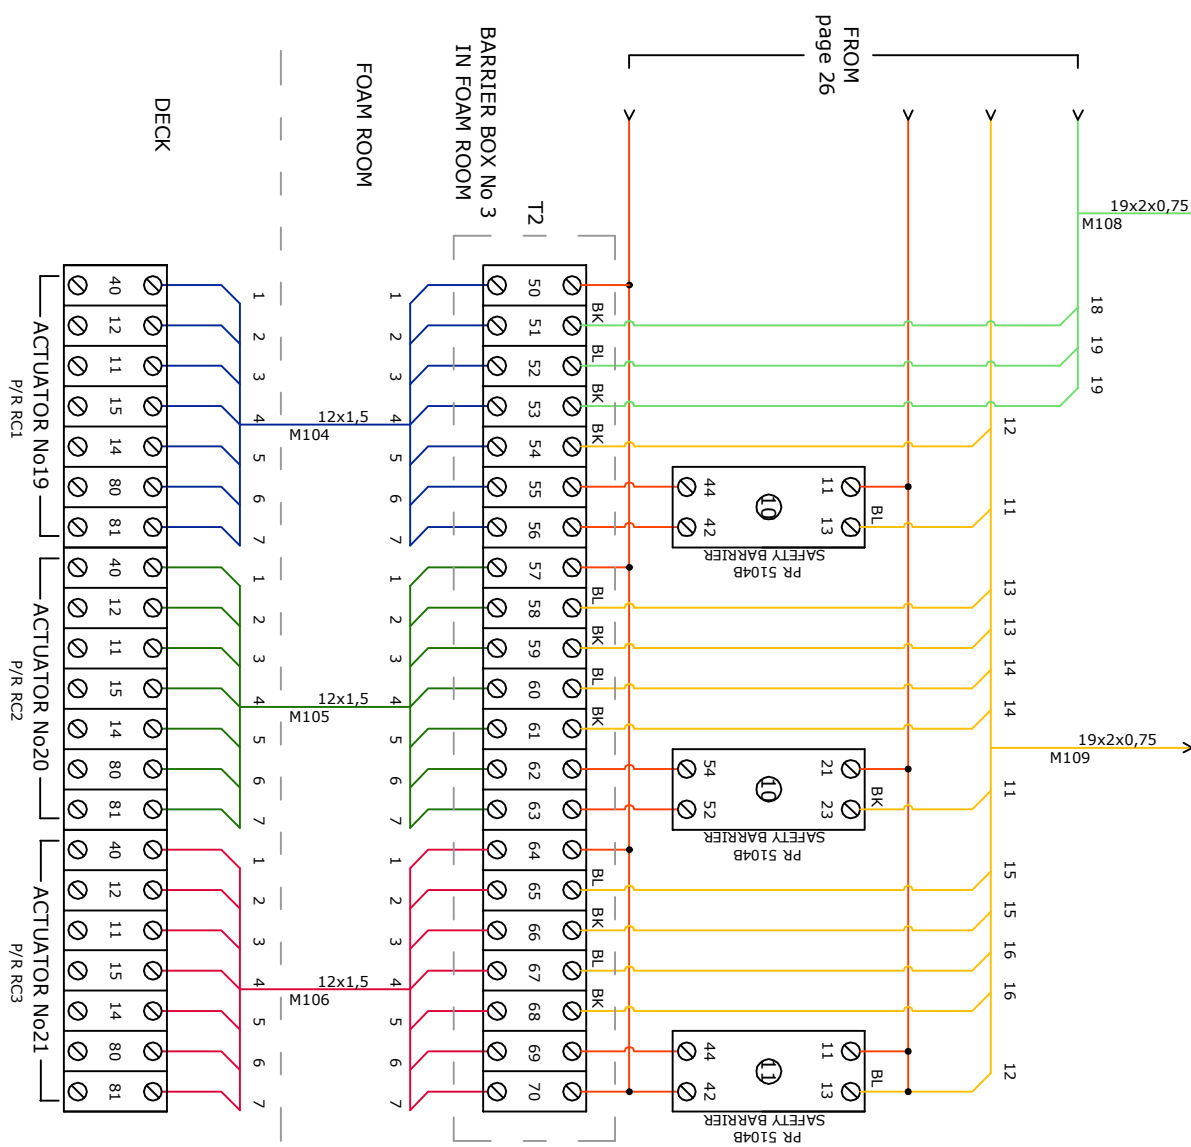 FROM
page 26
19x2x0,75
M108
BARRIER BOX No 3
IN FOAM ROOM
T2
FOAM ROOM
DECK
18
19
19
12
11
13
13
14
14
19x2x0,75
M109
11
15
15
16
16
12
50
BK
51
BL
52
BK
53
BK
54
55
56
57
BL
58
BK
59
BL
60
BK
61
62
63
64
BL
65
BK
66
BL
67
BK
68
69
70
44
42
10
11
13
BL
SAFETY BARRIER
PR 5104B
54
52
10
21
23
BK
SAFETY BARRIER
PR 5104B
44
42
11
11
13
BL
SAFETY BARRIER
PR 5104B
1
2
3
4
5
6
7
12x1,5
M104
1
2
3
4
5
6
7
1
2
3
4
5
6
7
12x1,5
M105
1
2
3
4
5
6
7
1
2
3
4
5
6
7
12x1,5
M106
1
2
3
4
5
6
7
40
12
11
15
14
80
81
ACTUATOR No19
P/R RC1
40
12
11
15
14
80
81
ACTUATOR No20
P/R RC2
40
12
11
15
14
80
81
ACTUATOR No21
P/R RC3